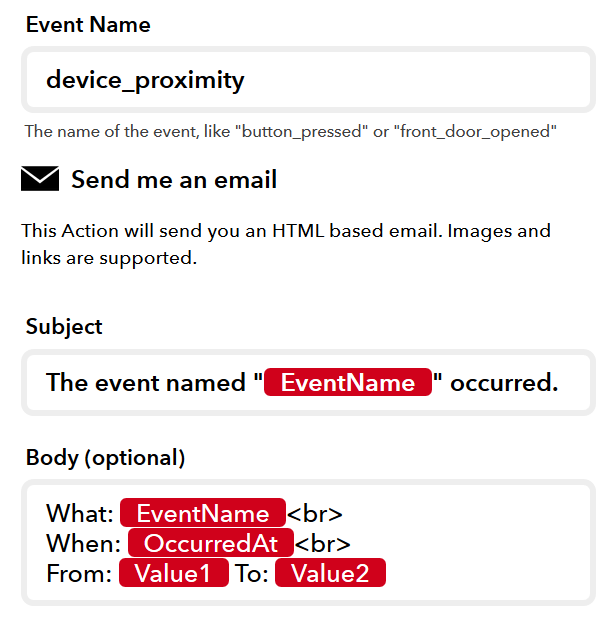 Event Name
device_proximity
The name of the event, like "button_pressed" or "front_door_opened"
Send me an email
This Action will send you an HTML based email. Images and
links are supported.
Subject
The event named " EventName " occurred.
Body (optional)
What: EventName <br>
When: OccurredAt <br>
From: Value1 To: Value2